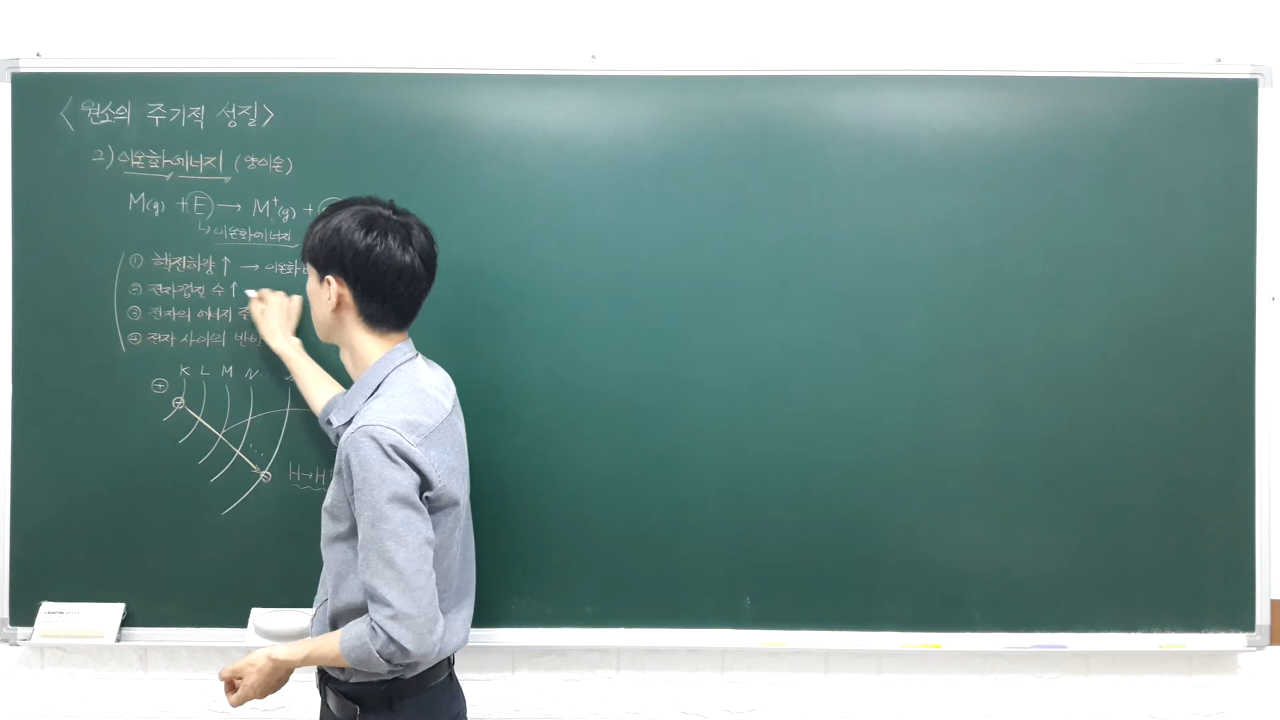 <원소의 주기적 성질>
2) 이온화에너지 (양이온)
M(g) + E → M⁺(g) +
↳ 이온화에너지
① 핵전하량 ↑ → 이온화
② 전자껍질 수 ↑
③ 전자의 에너지 준
④ 전자 사이의 반발
+ K L M N ...
H→H